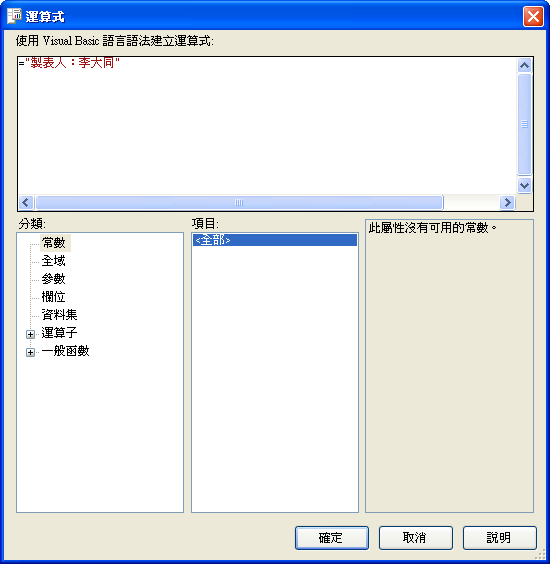 運算式
使用 Visual Basic 語言語法建立運算式:
="製表人：李大同"
分類:
項目:
常數
全域
參數
欄位
資料集
運算子
一般函數
<全部>
此屬性沒有可用的常數。
確定
取消
說明